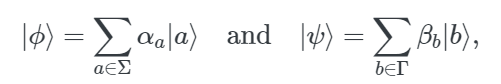 |ϕ⟩ = ∑_{a∈Σ} α_a|a⟩ and |ψ⟩ = ∑_{b∈Γ} β_b|b⟩,